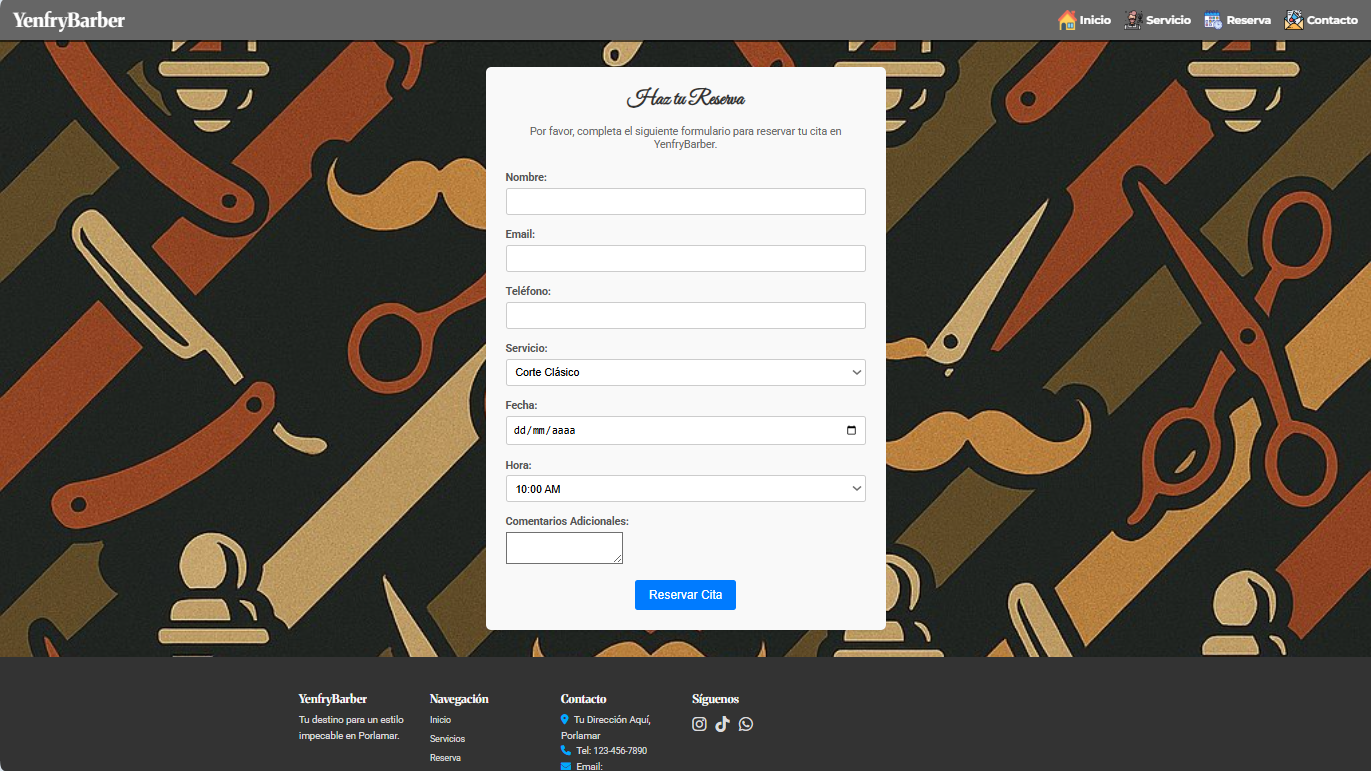 YenfryBarber
Inicio
Servicio
Reserva
Contacto
Haz tu Reserva
Por favor, completa el siguiente formulario para reservar tu cita en
YenfryBarber.
Nombre:
Email:
Teléfono:
Servicio:
Corte Clásico
Fecha:
dd/mm/aaaa
Hora:
10:00 AM
Comentarios Adicionales:
Reservar Cita
YenfryBarber
Tu destino para un estilo
impecable en Porlamar.
Navegación
Inicio
Servicios
Reserva
Contacto
Tu Dirección Aquí,
Porlamar
Tel: 123-456-7890
Email:
Síguenos